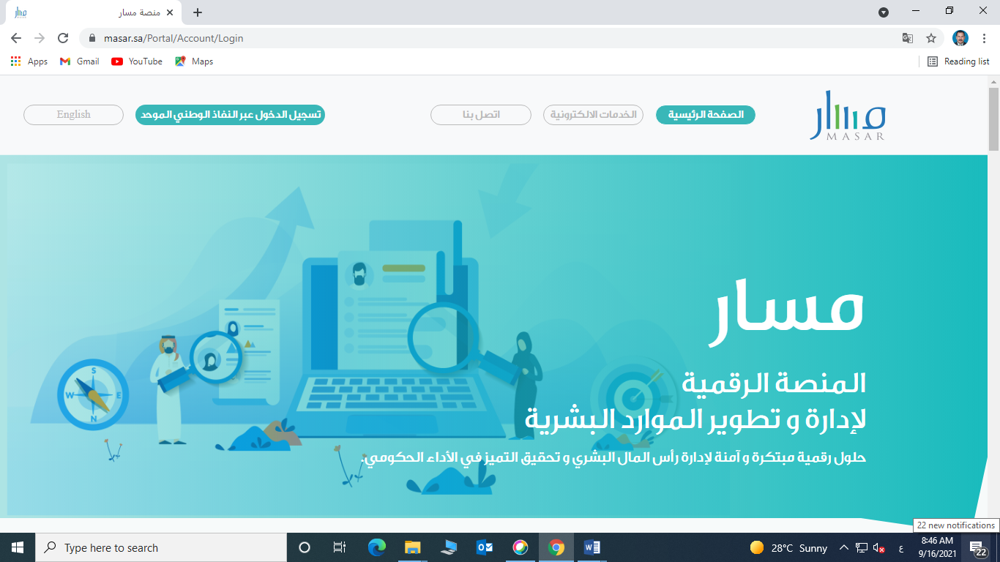 منصة مسار
masar.sa/Portal/Account/Login
Apps
Gmail
YouTube
Maps
Reading list
مسار
MASAR
الصفحة الرئيسية
الخدمات الالكترونية
اتصل بنا
تسجيل الدخول عبر النفاذ الوطني الموحد
English
مسار
المنصة الرقمية
لإدارة و تطوير الموارد البشرية
حلول رقمية مبتكرة و آمنة لإدارة رأس المال البشري و تحقيق التميز في الأداء الحكومي.
S
W
E
N
22 new notifications
Type here to search
28°C Sunny
ع
8:46 AM
9/16/2021
22